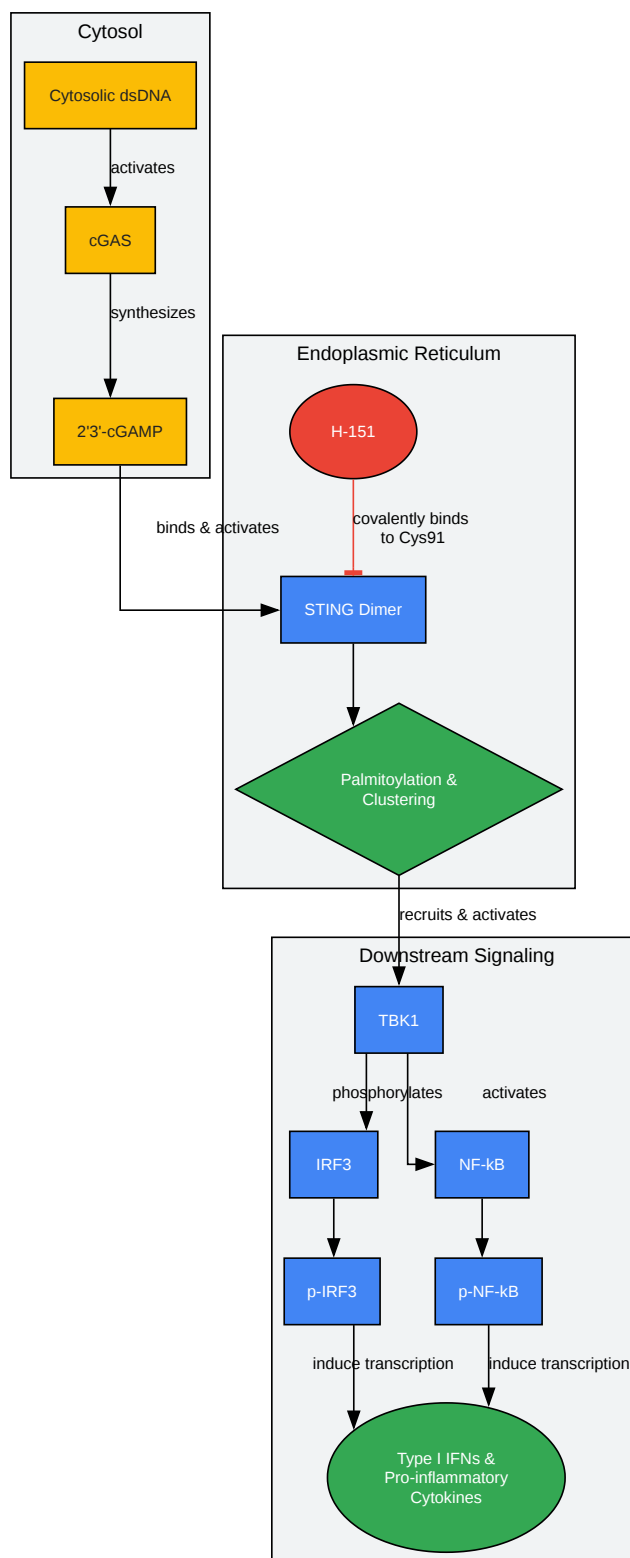 Cytosol
Cytosolic dsDNA
activates
cGAS
synthesizes
Endoplasmic Reticulum
2'3'-cGAMP
H-151
binds & activates
covalently binds
to Cys91
STING Dimer
Palmitoylation &
Clustering
recruits & activates
Downstream Signaling
TBK1
phosphorylates
activates
IRF3
NF-kB
p-IRF3
p-NF-kB
induce transcription
induce transcription
Type I IFNs &
Pro-inflammatory
Cytokines